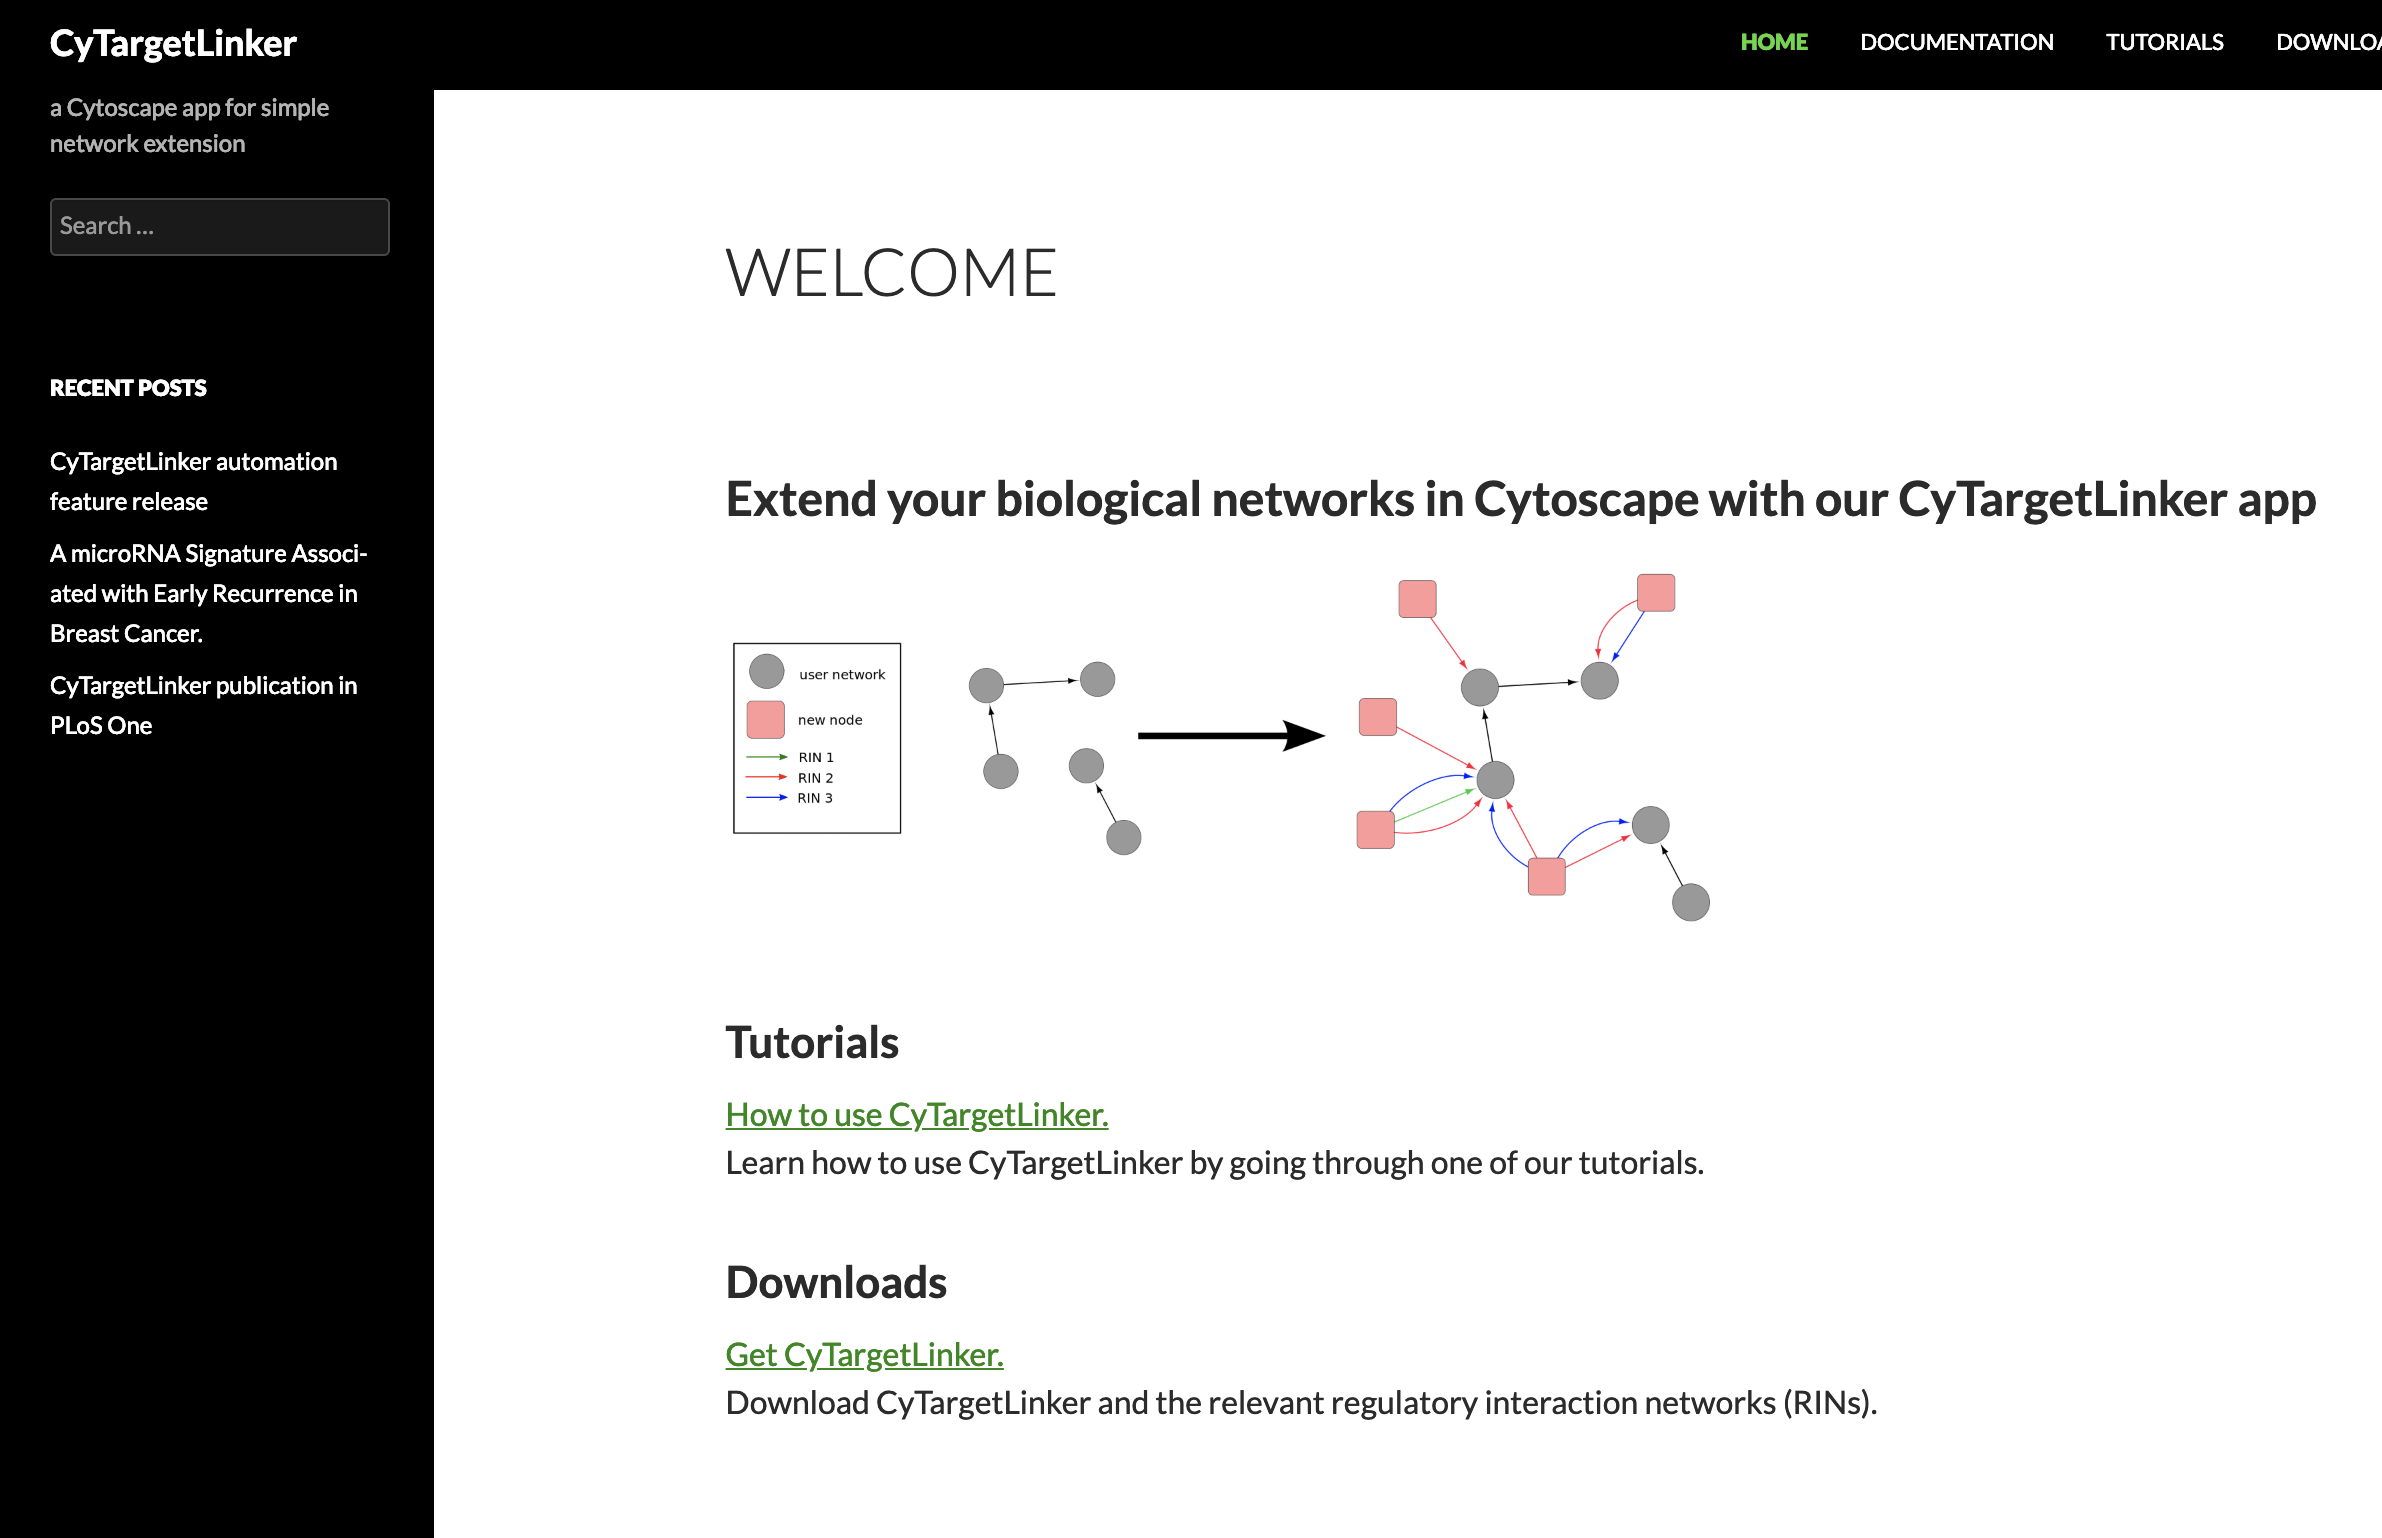 CyTargetLinker
HOME DOCUMENTATION TUTORIALS DOWNLOA
a Cytoscape app for simple
network extension
Search ...
RECENT POSTS
CyTargetLinker automation
feature release
A microRNA Signature Associ-
ated with Early Recurrence in
Breast Cancer.
CyTargetLinker publication in
PLoS One
WELCOME
Extend your biological networks in Cytoscape with our CyTargetLinker app
user network
new node
RIN 1
RIN 2
RIN 3
Tutorials
How to use CyTargetLinker.
Learn how to use CyTargetLinker by going through one of our tutorials.
Downloads
Get CyTargetLinker.
Download CyTargetLinker and the relevant regulatory interaction networks (RINs).